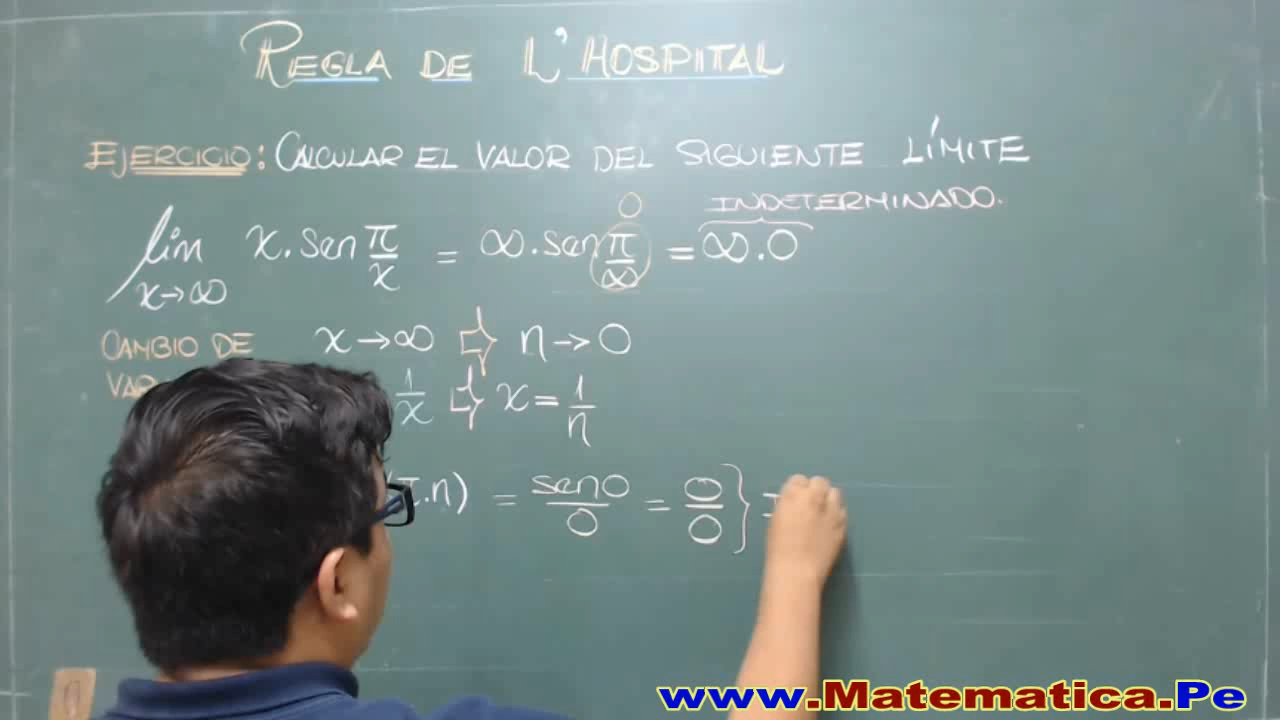 REGLA DE L'HOSPITAL
EJERCICIO: CALCULAR EL VALOR DEL SIGUIENTE LÍMITE
INDETERMINADO.
lim x→∞ x.sen π/x = ∞.sen π/∞ 0 = ∞.0
CAMBIO DE x→∞ ⇨ n→0
1/x ⇨ x = 1/n
.n) = sen0/0 = 0/0 }
www.Matematica.Pe